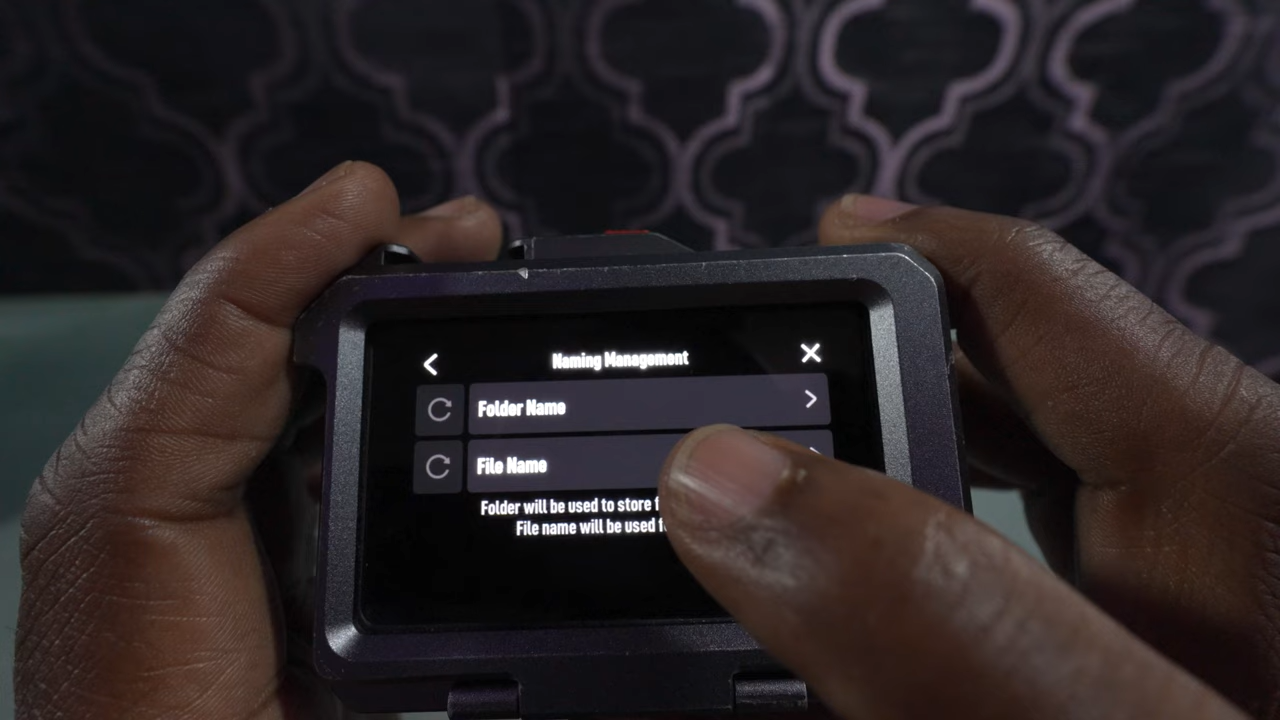 Naming Management
Folder Name
File Name
Folder will be used to store
File name will be used